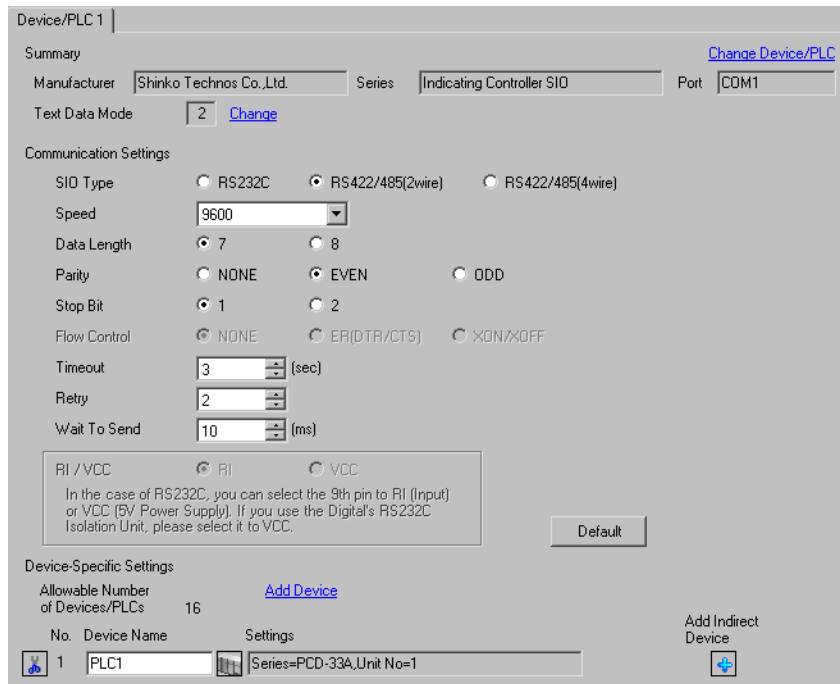 Device/PLC 1
Summary Change Device/PLC
Manufacturer Shinko Technos Co.,Ltd. Series Indicating Controller SIO Port COM1
Text Data Mode 2 Change
Communication Settings
SIO Type RS232C RS422/485(2wire) RS422/485(4wire)
Speed 9600
Data Length 7 8
Parity NONE EVEN ODD
Stop Bit 1 2
Flow Control NONE ER(DTR/CTS) XON/XOFF
Timeout 3 (sec)
Retry 2
Wait To Send 10 (ms)
RI / VCC RI VCC
In the case of RS232C, you can select the 9th pin to RI (Input)
or VCC (5V Power Supply). If you use the Digital's RS232C
Isolation Unit, please select it to VCC.
Default
Device-Specific Settings
Allowable Number Add Device
of Devices/PLCs 16
Add Indirect
Device
No. Device Name Settings
1 PLC1 Series=PCD-33A,Unit No=1